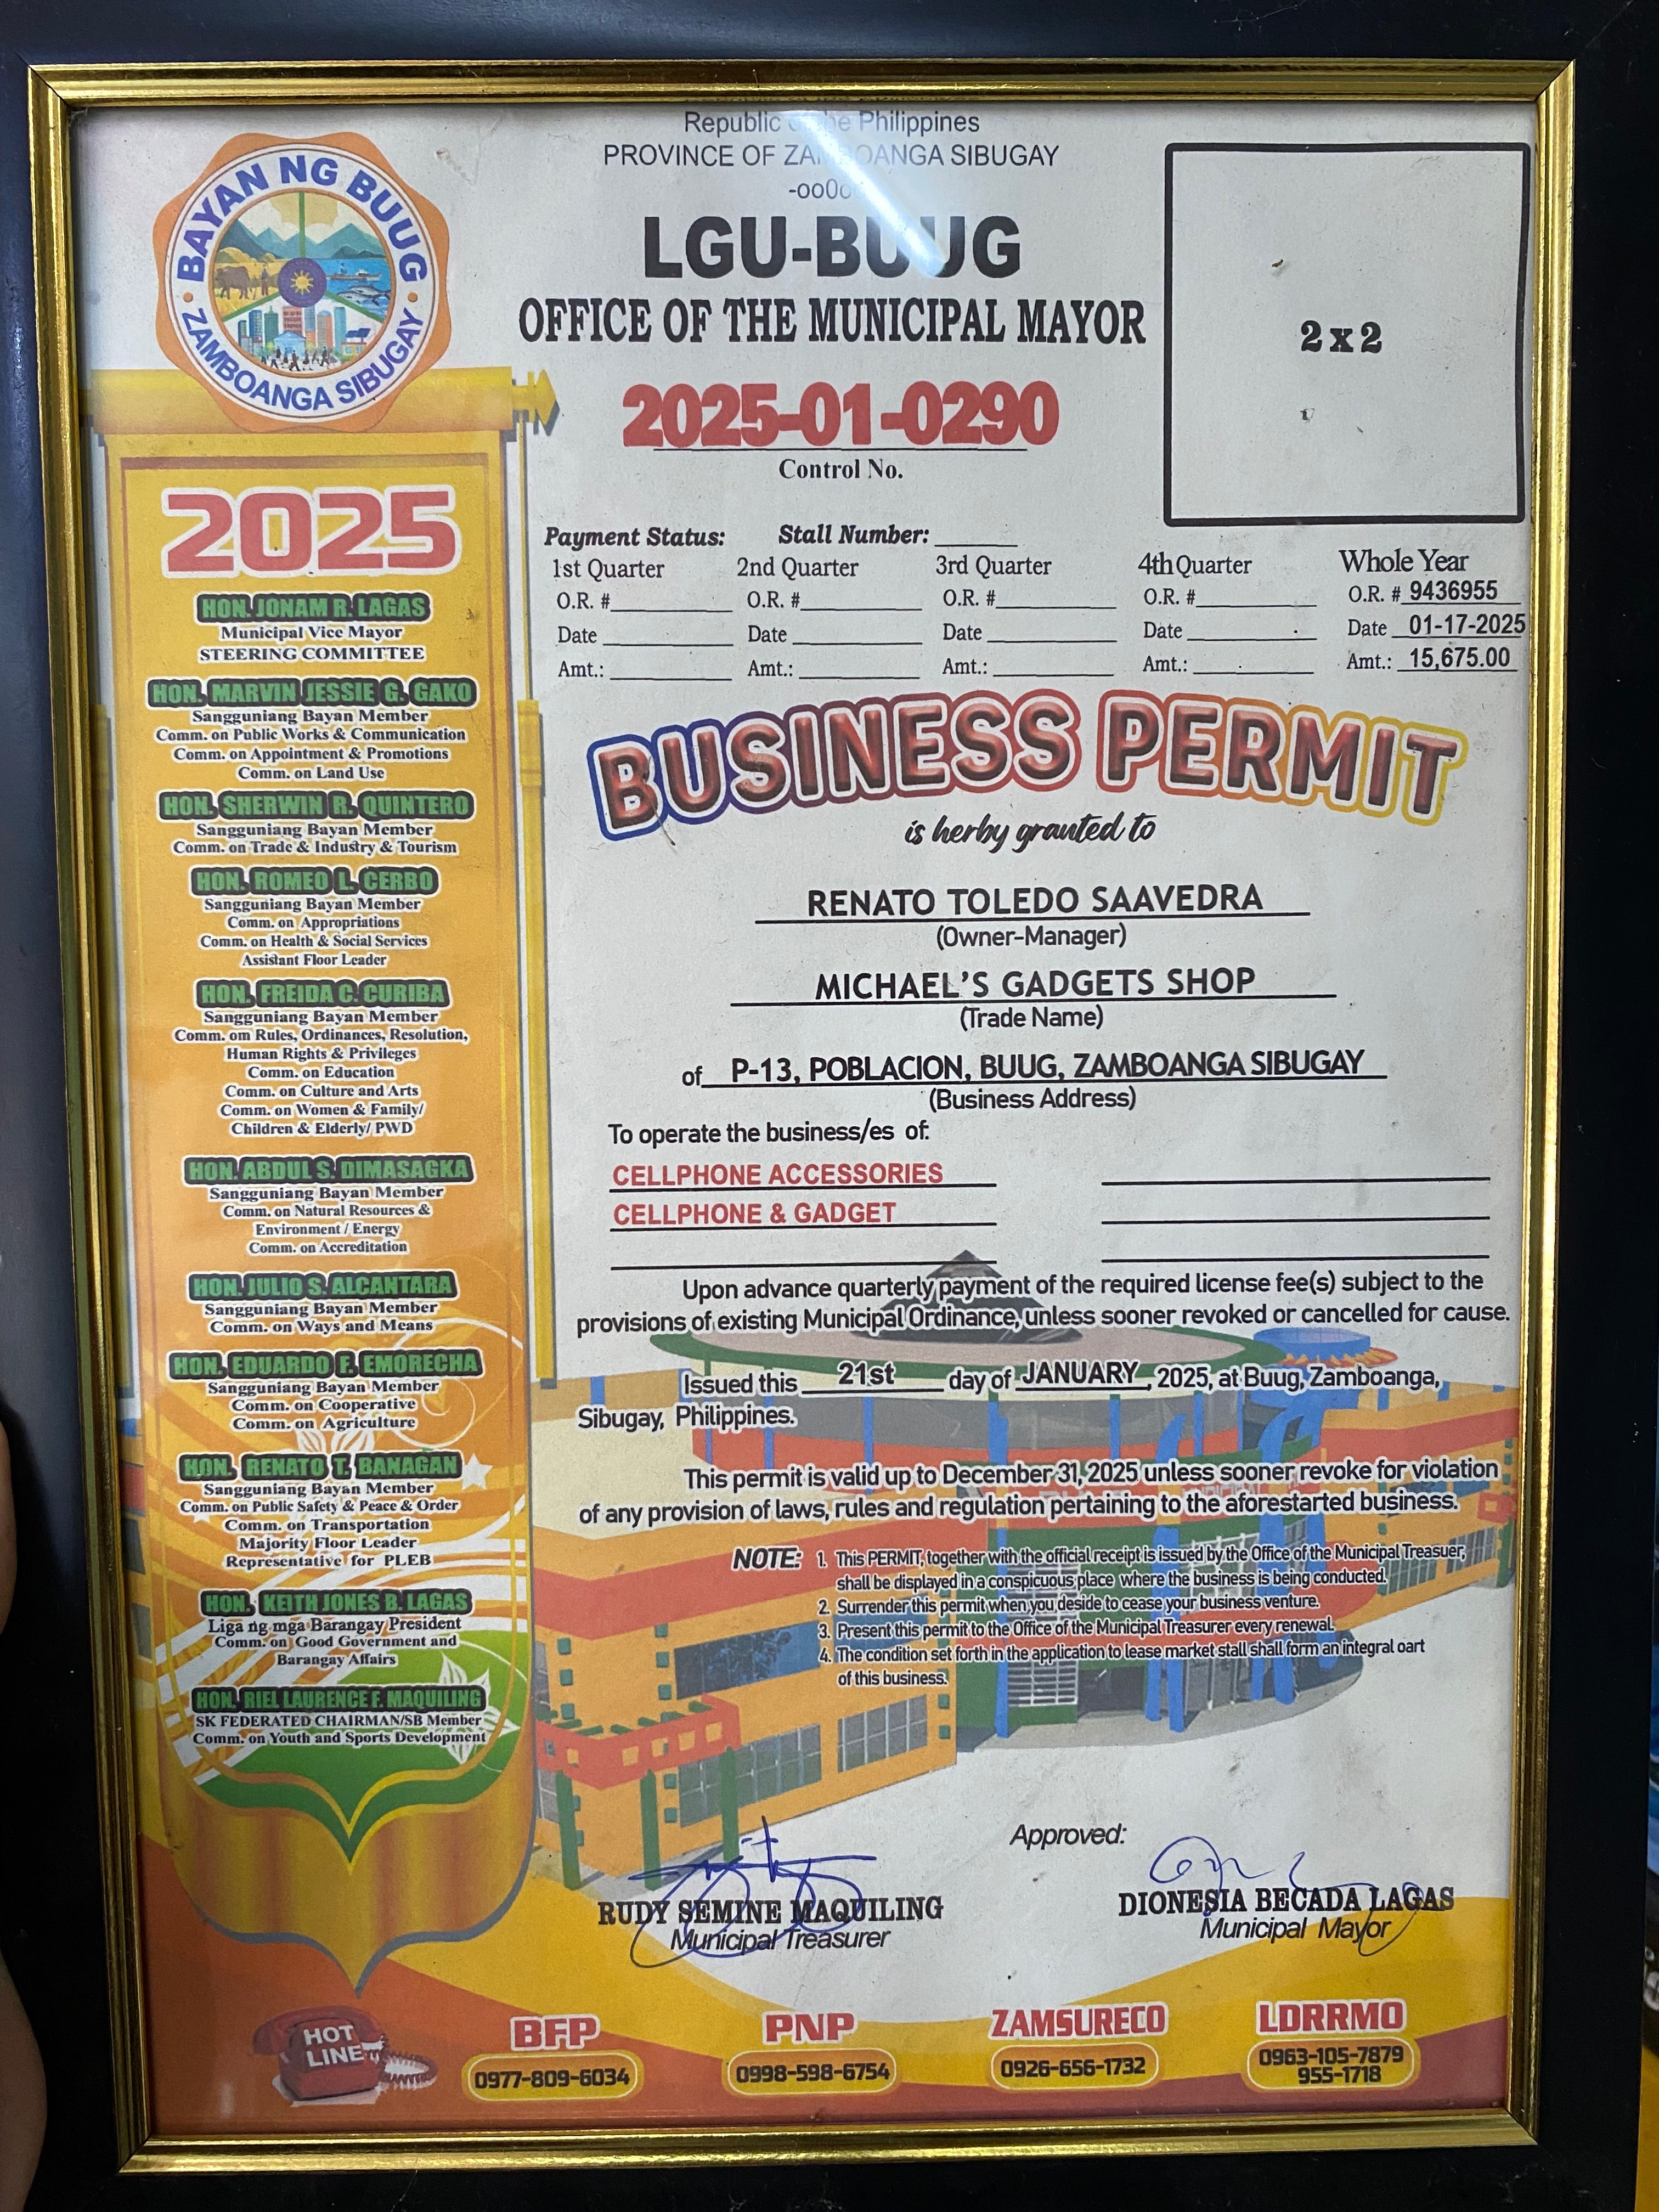 BAYAN NG BUUG
ZAMBOANGA SIBUGAY
Republic of the Philippines
PROVINCE OF ZAMBOANGA SIBUGAY
LGU-BUUG
OFFICE OF THE MUNICIPAL MAYOR
2025-01-0290
Control No.
2 x 2
Payment Status: Stall Number:
1st Quarter 2nd Quarter 3rd Quarter 4th Quarter Whole Year
O.R. # O.R. # O.R. # O.R. # O.R. # 9436955
Date Date Date Date Date 01-17-2025
Amt.: Amt.: Amt.: Amt.: Amt.: 15,675.00
BUSINESS PERMIT
is herby granted to
RENATO TOLEDO SAAVEDRA
(Owner-Manager)
MICHAEL'S GADGETS SHOP
(Trade Name)
of P-13, POBLACION, BUUG, ZAMBOANGA SIBUGAY
(Business Address)
To operate the business/es of:
CELLPHONE ACCESSORIES
CELLPHONE & GADGET
Upon advance quarterly payment of the required license fee(s) subject to the
provisions of existing Municipal Ordinance, unless sooner revoked or cancelled for cause.
Issued this 21st day of JANUARY, 2025, at Buug, Zamboanga,
Sibugay, Philippines.
This permit is valid up to December 31, 2025 unless sooner revoke for violation
of any provision of laws, rules and regulation pertaining to the aforestarted business.
NOTE: 1. This PERMIT, together with the official receipt is issued by the Office of the Municipal Treasuer,
shall be displayed in a conspicuous place where the business is being conducted.
2. Surrender this permit when you deside to cease your business venture.
3. Present this permit to the Office of the Municipal Treasurer every renewal.
4. The condition set forth in the application to lease market stall shall form an integral oart
of this business.
Approved:
RUDY SEMINE MAQUILING
Municipal Treasurer
DIONESIA BECADA LAGAS
Municipal Mayor
2025
HON. JONAM R. LAGAS
Municipal Vice Mayor
STEERING COMMITTEE
HON. MARVIN JESSIE G. GAKO
Sangguniang Bayan Member
Comm. on Public Works & Communication
Comm. on Appointment & Promotions
Comm. on Land Use
HON. SHERWIN R. QUINTERO
Sangguniang Bayan Member
Comm. on Trade & Industry & Tourism
HON. ROMEO L. CERBO
Sangguniang Bayan Member
Comm. on Appropriations
Comm. on Health & Social Services
Assistant Floor Leader
HON. FREIDA C. CURIBA
Sangguniang Bayan Member
Comm. om Rules, Ordinances, Resolution,
Human Rights & Privileges
Comm. on Education
Comm. on Culture and Arts
Comm. on Women & Family/
Children & Elderly/ PWD
HON. ABDUL S. DIMASAGKA
Sangguniang Bayan Member
Comm. on Natural Resources &
Environment / Energy
Comm. on Accreditation
HON. JULIO S. ALCANTARA
Sangguniang Bayan Member
Comm. on Ways and Means
HON. EDUARDO F. EMORECHA
Sangguniang Bayan Member
Comm. on Cooperative
Comm. on Agriculture
HON. RENATO T. BANAGAN
Sangguniang Bayan Member
Comm. on Public Safety & Peace & Order
Comm. on Transportation
Majority Floor Leader
Representative for PLEB
HON. KEITH JONES B. LAGAS
Liga ng mga Barangay President
Comm. on Good Government and
Barangay Affairs
HON. RIEL LAURENCE F. MAQUILING
SK FEDERATED CHAIRMAN/SB Member
Comm. on Youth and Sports Development
HOT
LINE
BFP
0977-809-6034
PNP
0998-598-6754
ZAMSURECO
0926-656-1732
LDRRMO
0963-105-7879
955-1718